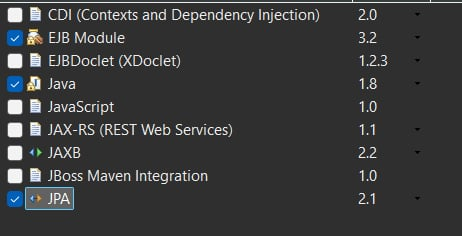 CDI (Contexts and Dependency Injection) 2.0
EJB Module 3.2
EJBDoclet (XDoclet) 1.2.3
Java 1.8
JavaScript 1.0
JAX-RS (REST Web Services) 1.1
JAXB 2.2
JBoss Maven Integration 1.0
JPA 2.1